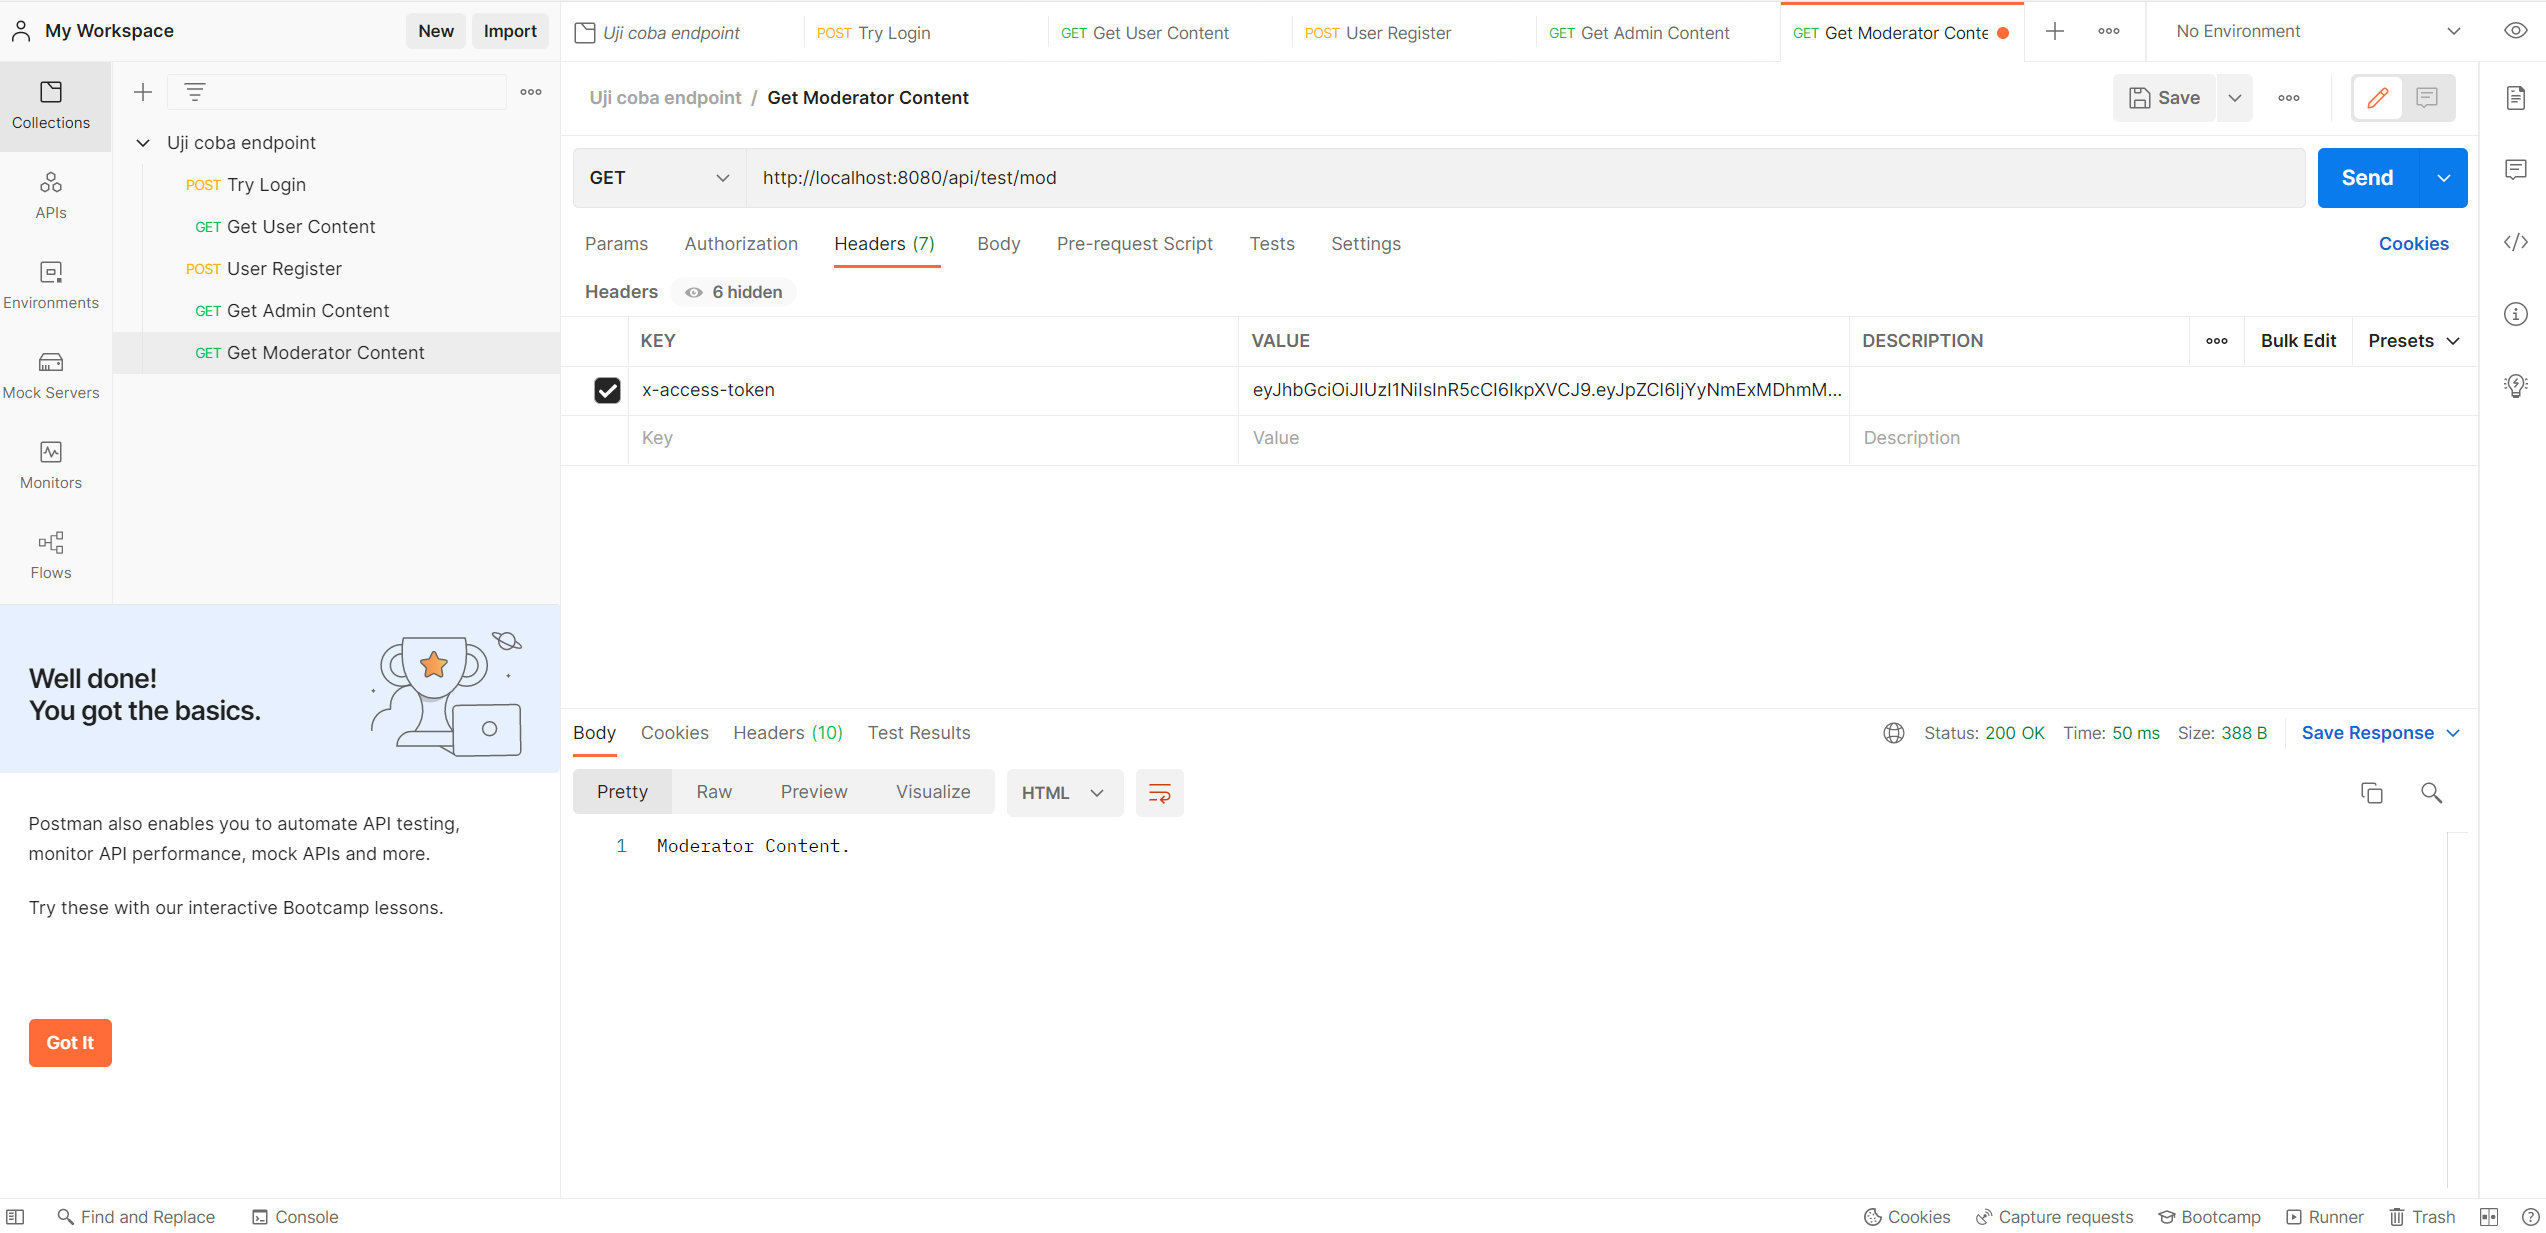 My Workspace
New
Import
Uji coba endpoint
POST Try Login
GET Get User Content
POST User Register
GET Get Admin Content
GET Get Moderator Conte
No Environment
Collections
APIs
Environments
Mock Servers
Monitors
Flows
Uji coba endpoint
POST Try Login
GET Get User Content
POST User Register
GET Get Admin Content
GET Get Moderator Content
Well done!
You got the basics.
Postman also enables you to automate API testing,
monitor API performance, mock APIs and more.
Try these with our interactive Bootcamp lessons.
Got It
Uji coba endpoint / Get Moderator Content
Save
GET
http://localhost:8080/api/test/mod
Send
Params
Authorization
Headers (7)
Body
Pre-request Script
Tests
Settings
Cookies
Headers
6 hidden
KEY
VALUE
DESCRIPTION
Bulk Edit
Presets
x-access-token
eyJhbGciOiJIUzI1NiIsInR5cCI6IkpXVCJ9.eyJpZCI6IjYyNmExMDhmM...
Key
Value
Description
Body
Cookies
Headers (10)
Test Results
Status: 200 OK
Time: 50 ms
Size: 388 B
Save Response
Pretty
Raw
Preview
Visualize
HTML
1 Moderator Content.
Find and Replace
Console
Cookies
Capture requests
Bootcamp
Runner
Trash